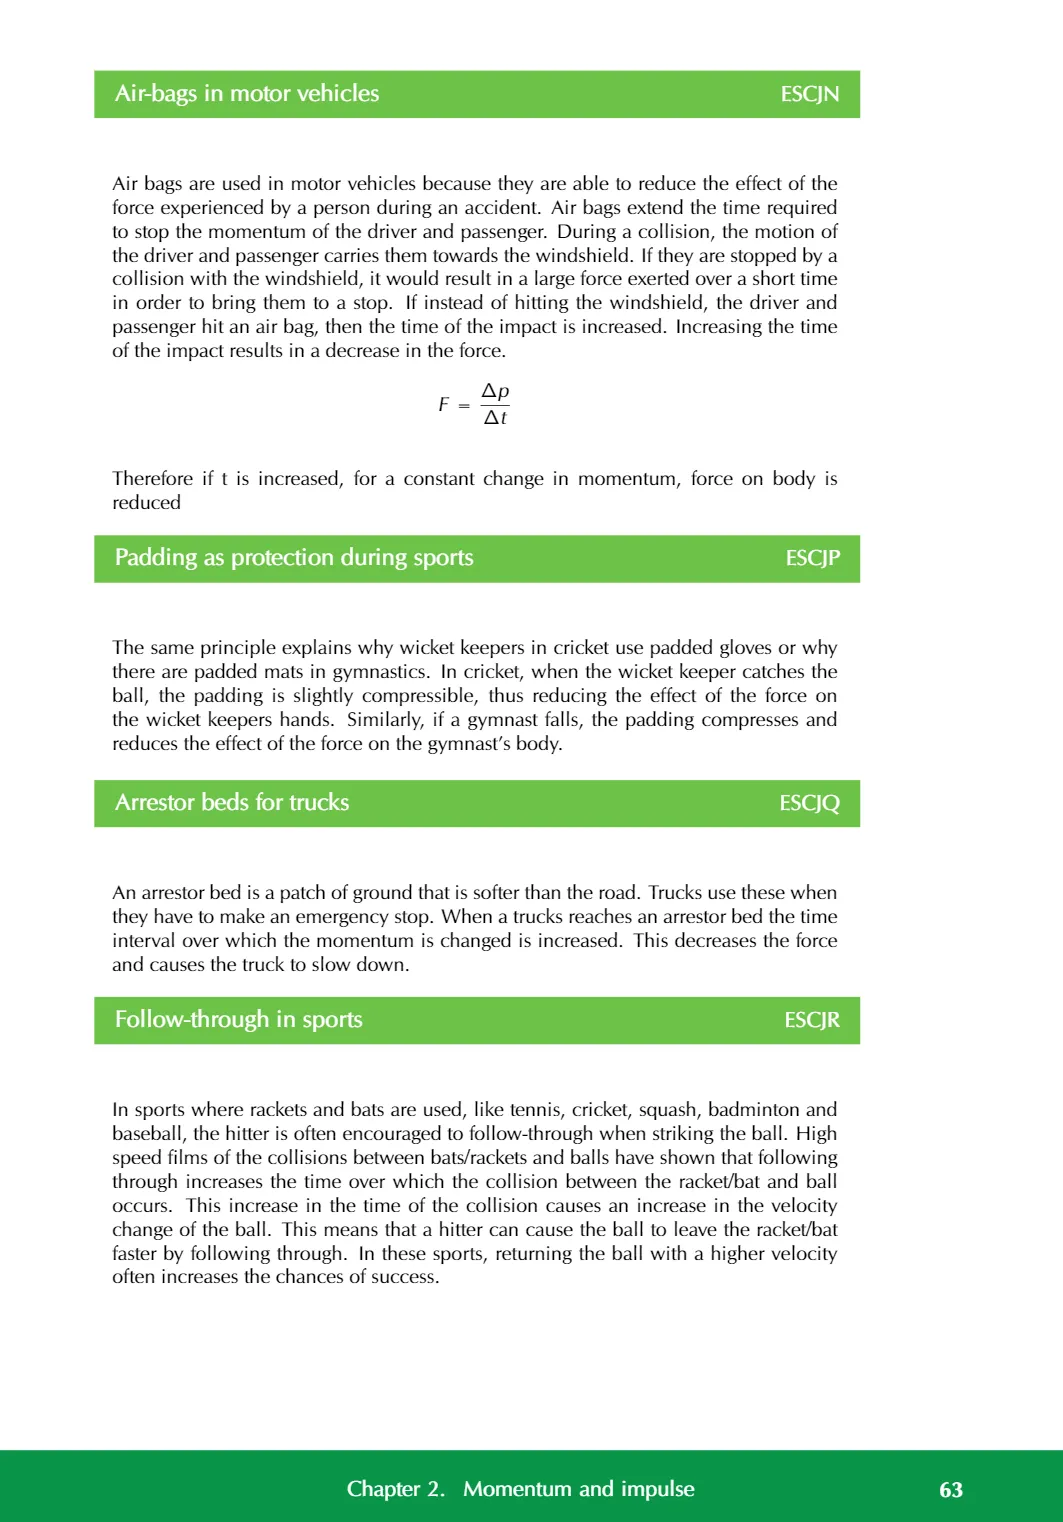 Air-bags in motor vehicles ESCJN
Air bags are used in motor vehicles because they are able to reduce the effect of the
force experienced by a person during an accident. Air bags extend the time required
to stop the momentum of the driver and passenger. During a collision, the motion of
the driver and passenger carries them towards the windshield. If they are stopped by a
collision with the windshield, it would result in a large force exerted over a short time
in order to bring them to a stop. If instead of hitting the windshield, the driver and
passenger hit an air bag, then the time of the impact is increased. Increasing the time
of the impact results in a decrease in the force.
F = Δp
Δt
Therefore if t is increased, for a constant change in momentum, force on body is
reduced
Padding as protection during sports ESCJP
The same principle explains why wicket keepers in cricket use padded gloves or why
there are padded mats in gymnastics. In cricket, when the wicket keeper catches the
ball, the padding is slightly compressible, thus reducing the effect of the force on
the wicket keepers hands. Similarly, if a gymnast falls, the padding compresses and
reduces the effect of the force on the gymnast's body.
Arrestor beds for trucks ESCJQ
An arrestor bed is a patch of ground that is softer than the road. Trucks use these when
they have to make an emergency stop. When a trucks reaches an arrestor bed the time
interval over which the momentum is changed is increased. This decreases the force
and causes the truck to slow down.
Follow-through in sports ESCJR
In sports where rackets and bats are used, like tennis, cricket, squash, badminton and
baseball, the hitter is often encouraged to follow-through when striking the ball. High
speed films of the collisions between bats/rackets and balls have shown that following
through increases the time over which the collision between the racket/bat and ball
occurs. This increase in the time of the collision causes an increase in the velocity
change of the ball. This means that a hitter can cause the ball to leave the racket/bat
faster by following through. In these sports, returning the ball with a higher velocity
often increases the chances of success.
Chapter 2. Momentum and impulse 63